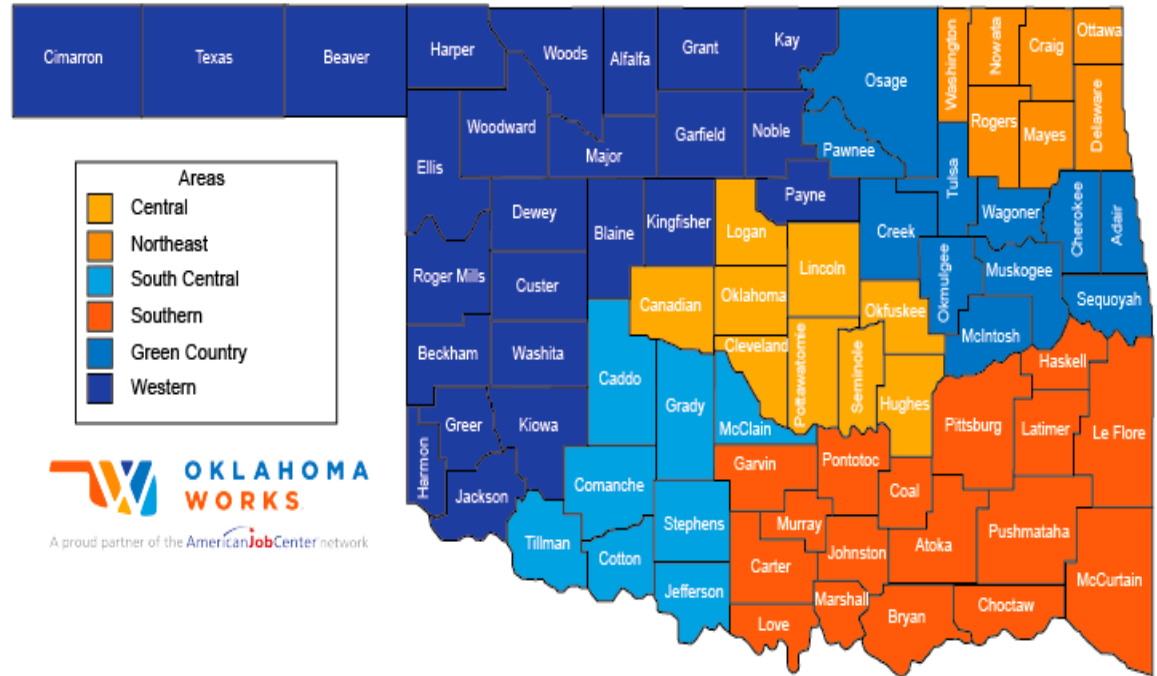 Cimarron
Texas
Beaver
Harper
Woods
Alfalfa
Grant
Kay
Osage
Washington
Nowata
Craig
Ottawa
Woodward
Ellis
Major
Garfield
Noble
Pawnee
Tulsa
Rogers
Mayes
Delaware
Areas
Central
Northeast
South Central
Southern
Green Country
Western
Dewey
Blaine
Kingfisher
Logan
Payne
Lincoln
Creek
Wagoner
Cherokee
Adair
Roger Mills
Custer
Canadian
Oklahoma
Okfuskee
Okmulgee
Muskogee
McIntosh
Sequoyah
Beckham
Washita
Caddo
Grady
Cleveland
McClain
Pottawatomie
Seminole
Hughes
Pittsburg
Haskell
Latimer
Le Flore
Harmon
Greer
Kiowa
Jackson
Comanche
Garvin
Pontotoc
Coal
Tillman
Cotton
Stephens
Jefferson
Murray
Carter
Johnston
Atoka
Pushmataha
McCurtain
Love
Marshall
Bryan
Choctaw
OKLAHOMA
WORKS
A proud partner of the AmericanJobCenter network